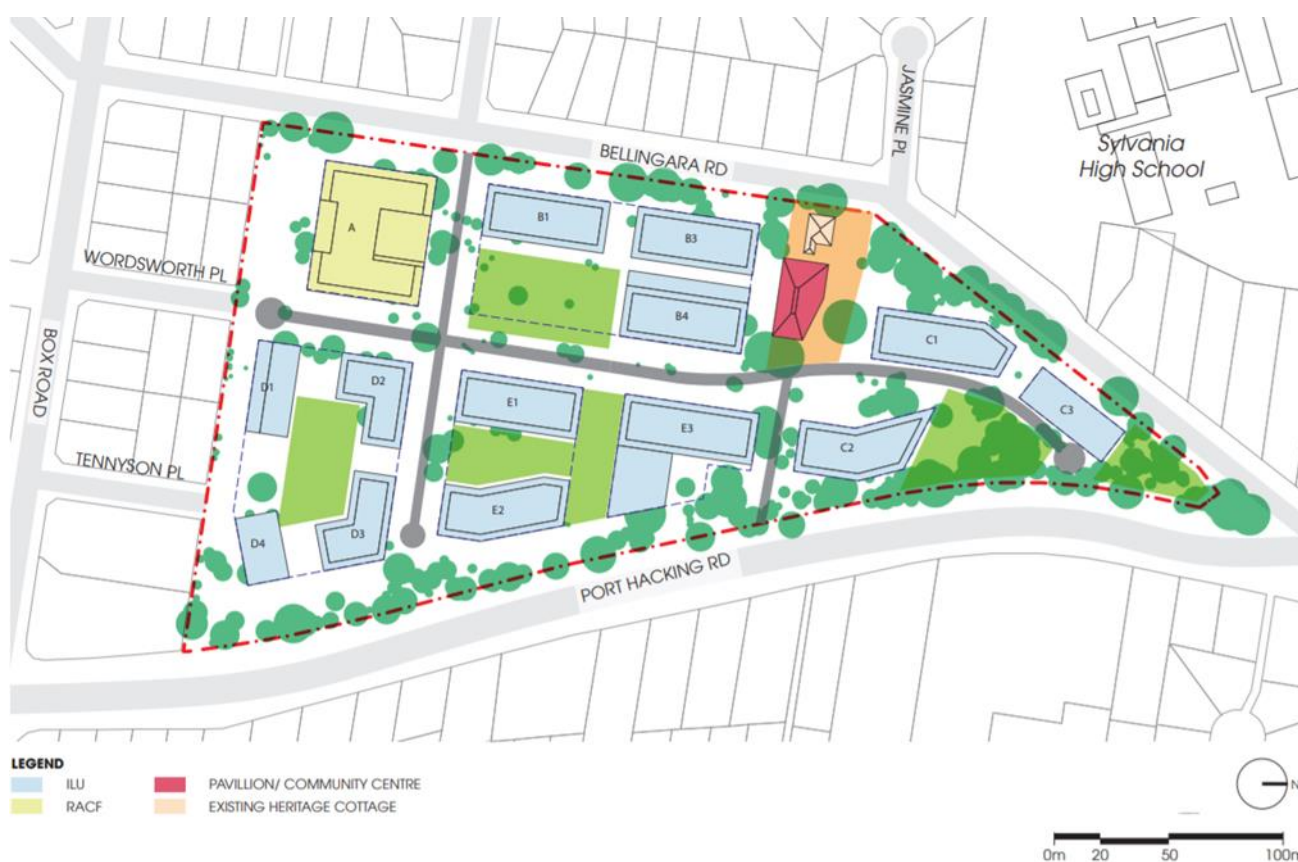 JASMINE PL
Sylvania
High School
BELLINGARA RD
A
B1
B3
WORDSWORTH PL
B4
C1
BOX ROAD
D1
D2
E1
E3
C3
C2
TENNYSON PL
E2
D4
D3
PORT HACKING RD
LEGEND
ILU
PAVILLION/ COMMUNITY CENTRE
RACF
EXISTING HERITAGE COTTAGE
N
0m 20 50 100m